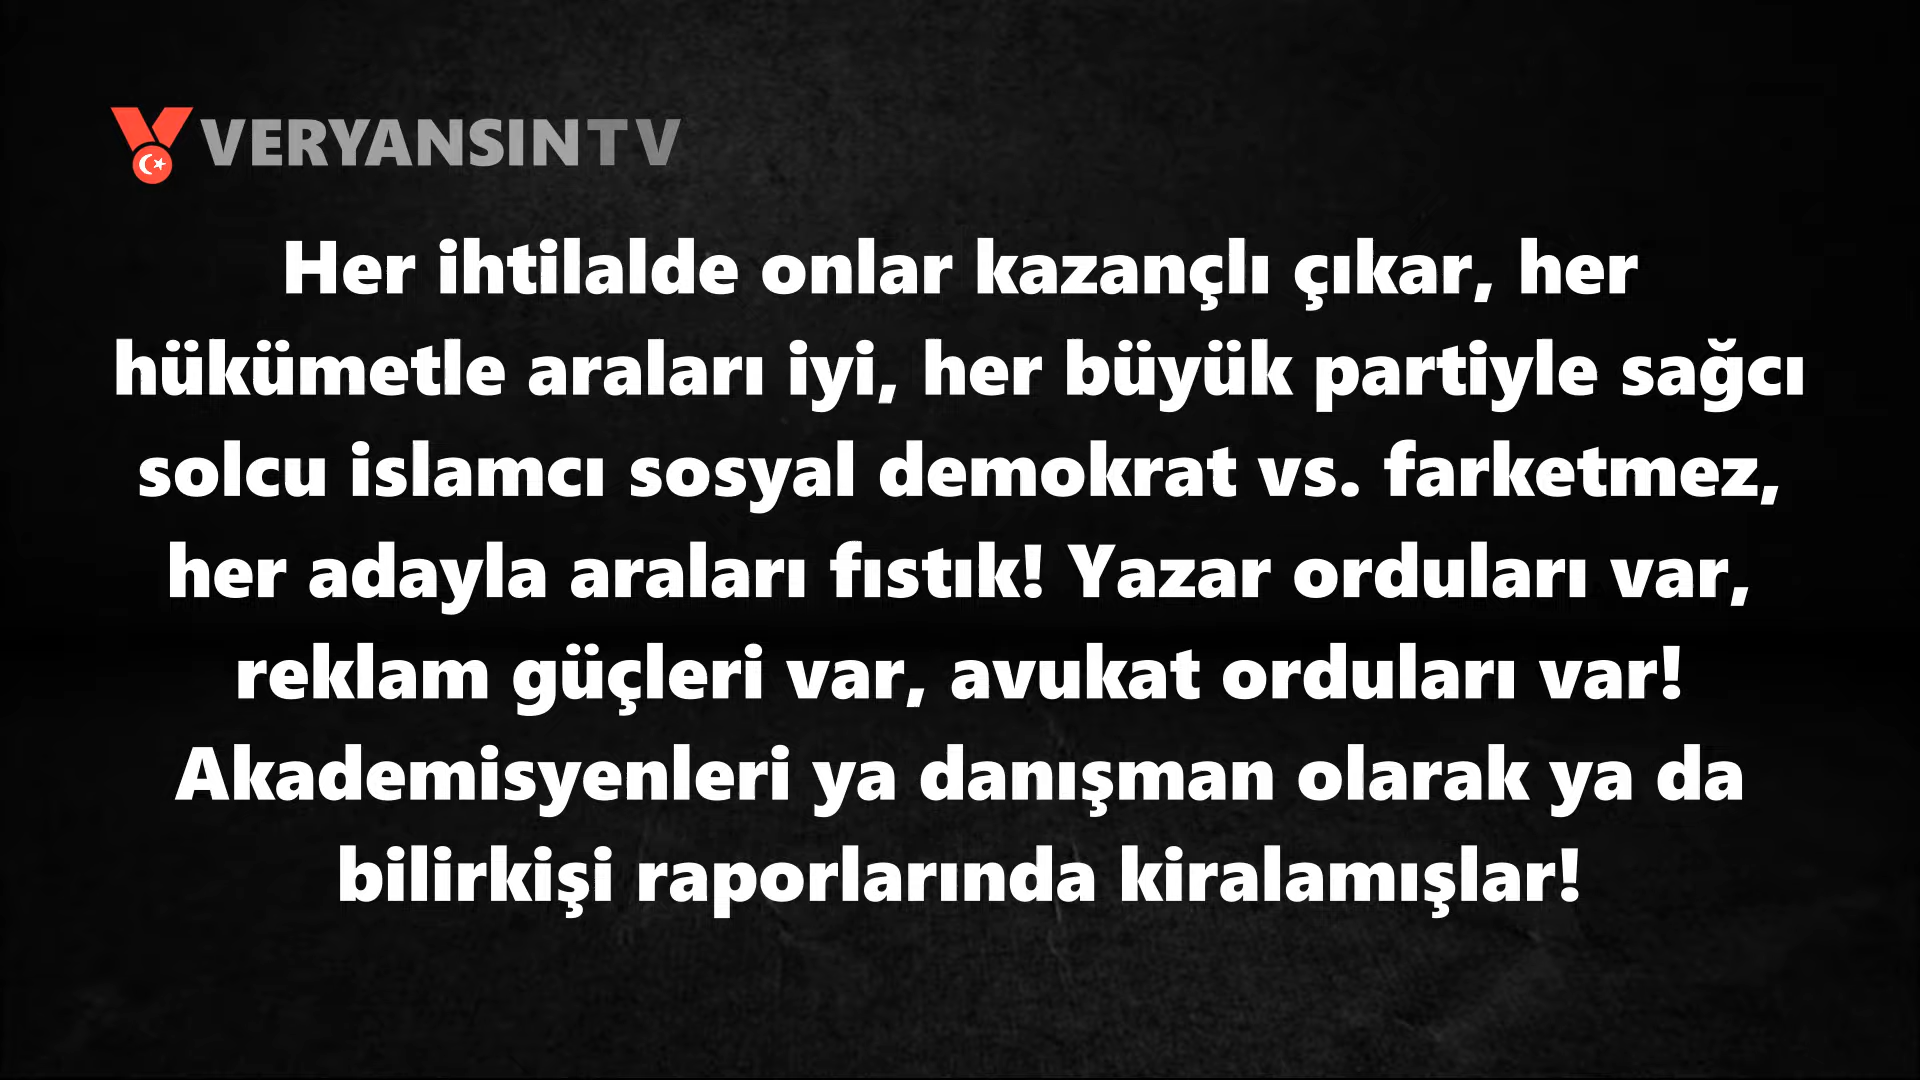 VERYANSINTV
Her ihtilalde onlar kazançlı çıkar, her
hükümetle araları iyi, her büyük partiyle sağcı
solcu islamcı sosyal demokrat vs. farketmez,
her adayla araları fıstık! Yazar orduları var,
reklam güçleri var, avukat orduları var!
Akademisyenleri ya danışman olarak ya da
bilirkişi raporlarında kiralamışlar!